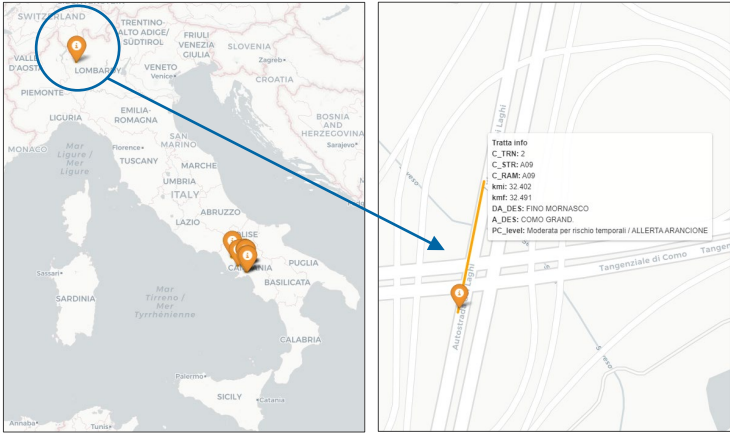 SWITZERLAND
TRENTINO-
ALTO ADIGE/
SÜDTIROL
FRIULI
VENEZIA
GIULIA
SLOVENIA
Zagreb
VALLE
D'AOSTA
LOMBARDY
VENETO
Venice
CROATIA
PIEMONTE
EMILIA-
ROMAGNA
BOSNIA
AND
HERZEGOVINA
Sarajevo
LIGURIA
SAN
MARINO
MONACO
Mar
Ligure /
Mer
Ligure
Florence
TUSCANY
MARCHE
UMBRIA
ITALY
ABRUZZO
LAZIO
PUGLIA
BASILICATA
Sassari
SARDINIA
Mar
Tirreno /
Mer
Tyrrhénienne
CALABRIA
Palermo
SICILY
Catania
Annaba
Tunis
Tratta info
C_TRN: 2
C_STR: A09
C_RAM: A09
kmi: 32.402
kmf: 32.491
DA_DES: FINO MORNASCO
A_DES: COMO GRAND.
PC_level: Moderata per rischio temporali / ALLERTA ARANCIONE
Tangenziale di Como